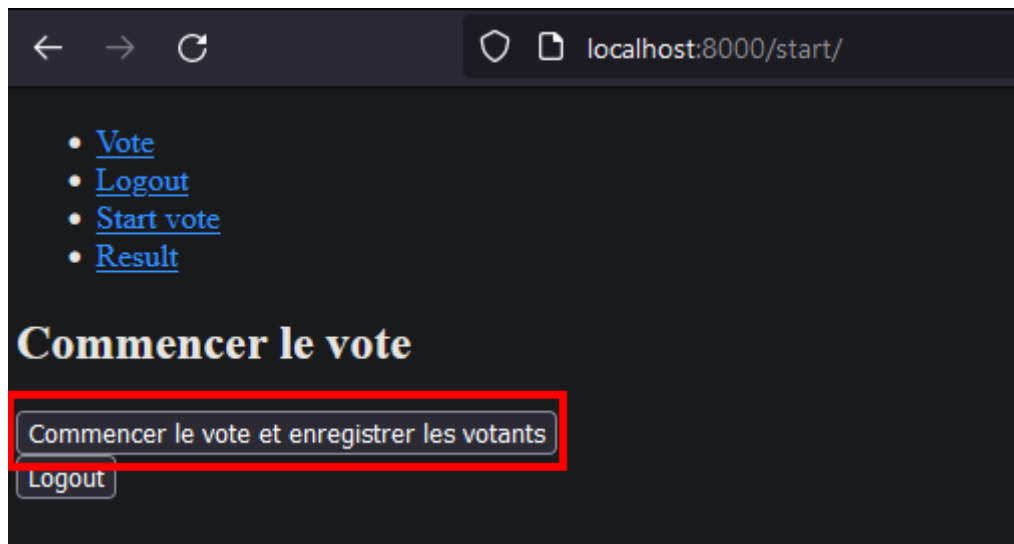 localhost:8000/start/
Vote
Logout
Start vote
Result
Commencer le vote
Commencer le vote et enregistrer les votants
Logout